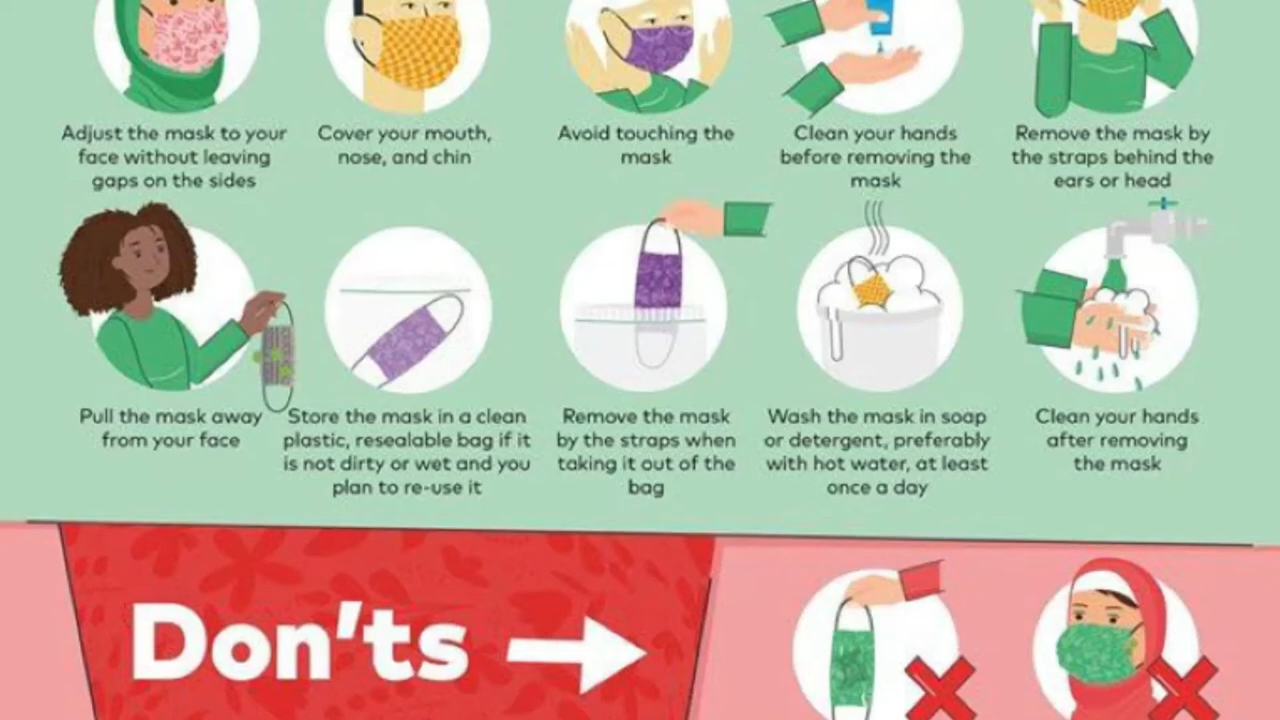 Adjust the mask to your
face without leaving
gaps on the sides
Cover your mouth,
nose, and chin
Avoid touching the
mask
Clean your hands
before removing the
mask
Remove the mask by
the straps behind the
ears or head
Pull the mask away
from your face
Store the mask in a clean
plastic, resealable bag if it
is not dirty or wet and you
plan to re-use it
Remove the mask
by the straps when
taking it out of the
bag
Wash the mask in soap
or detergent, preferably
with hot water, at least
once a day
Clean your hands
after removing
the mask
Don'ts